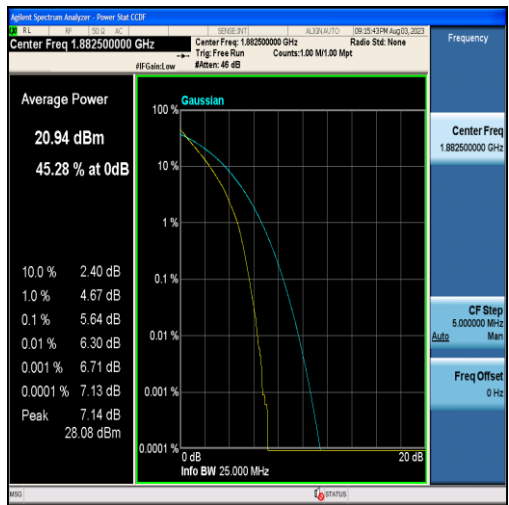 Agilent Spectrum Analyzer - Power Stat CCDF
RL RF 50 Ω AC SENSE:INT ALIGN AUTO 09:15:43PM Aug 03, 2023
Center Freq 1.882500000 GHz
Center Freq: 1.882500000 GHz Radio Std: None
Trig: Free Run Counts:1.00 M/1.00 Mpt
#IFGain:Low #Atten: 46 dB
Frequency
Average Power
20.94 dBm
45.28 % at 0dB
10.0 % 2.40 dB
1.0 % 4.67 dB
0.1 % 5.64 dB
0.01 % 6.30 dB
0.001 % 6.71 dB
0.0001 % 7.13 dB
Peak 7.14 dB
28.08 dBm
Gaussian
100 %
10 %
1 %
0.1 %
0.01 %
0.001 %
0.0001 %
0 dB 20 dB
Info BW 25.000 MHz
Center Freq
1.882500000 GHz
CF Step
5.000000 MHz
Auto Man
Freq Offset
0 Hz
MSG STATUS